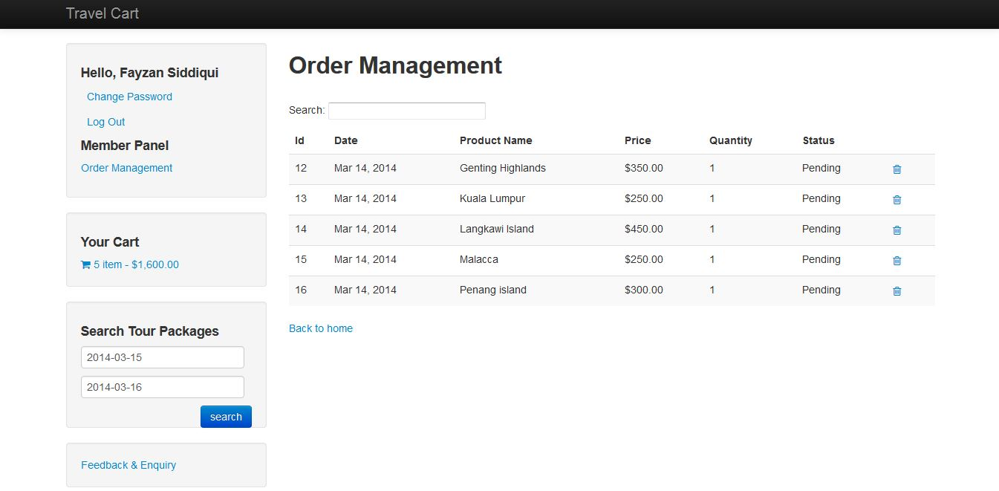 Travel Cart
Hello, Fayzan Siddiqui
Change Password
Log Out
Member Panel
Order Management
Your Cart
5 item - $1,600.00
Search Tour Packages
2014-03-15
2014-03-16
search
Feedback & Enquiry
Order Management
Search:
Id Date Product Name Price Quantity Status
12 Mar 14, 2014 Genting Highlands $350.00 1 Pending
13 Mar 14, 2014 Kuala Lumpur $250.00 1 Pending
14 Mar 14, 2014 Langkawi Island $450.00 1 Pending
15 Mar 14, 2014 Malacca $250.00 1 Pending
16 Mar 14, 2014 Penang island $300.00 1 Pending
Back to home